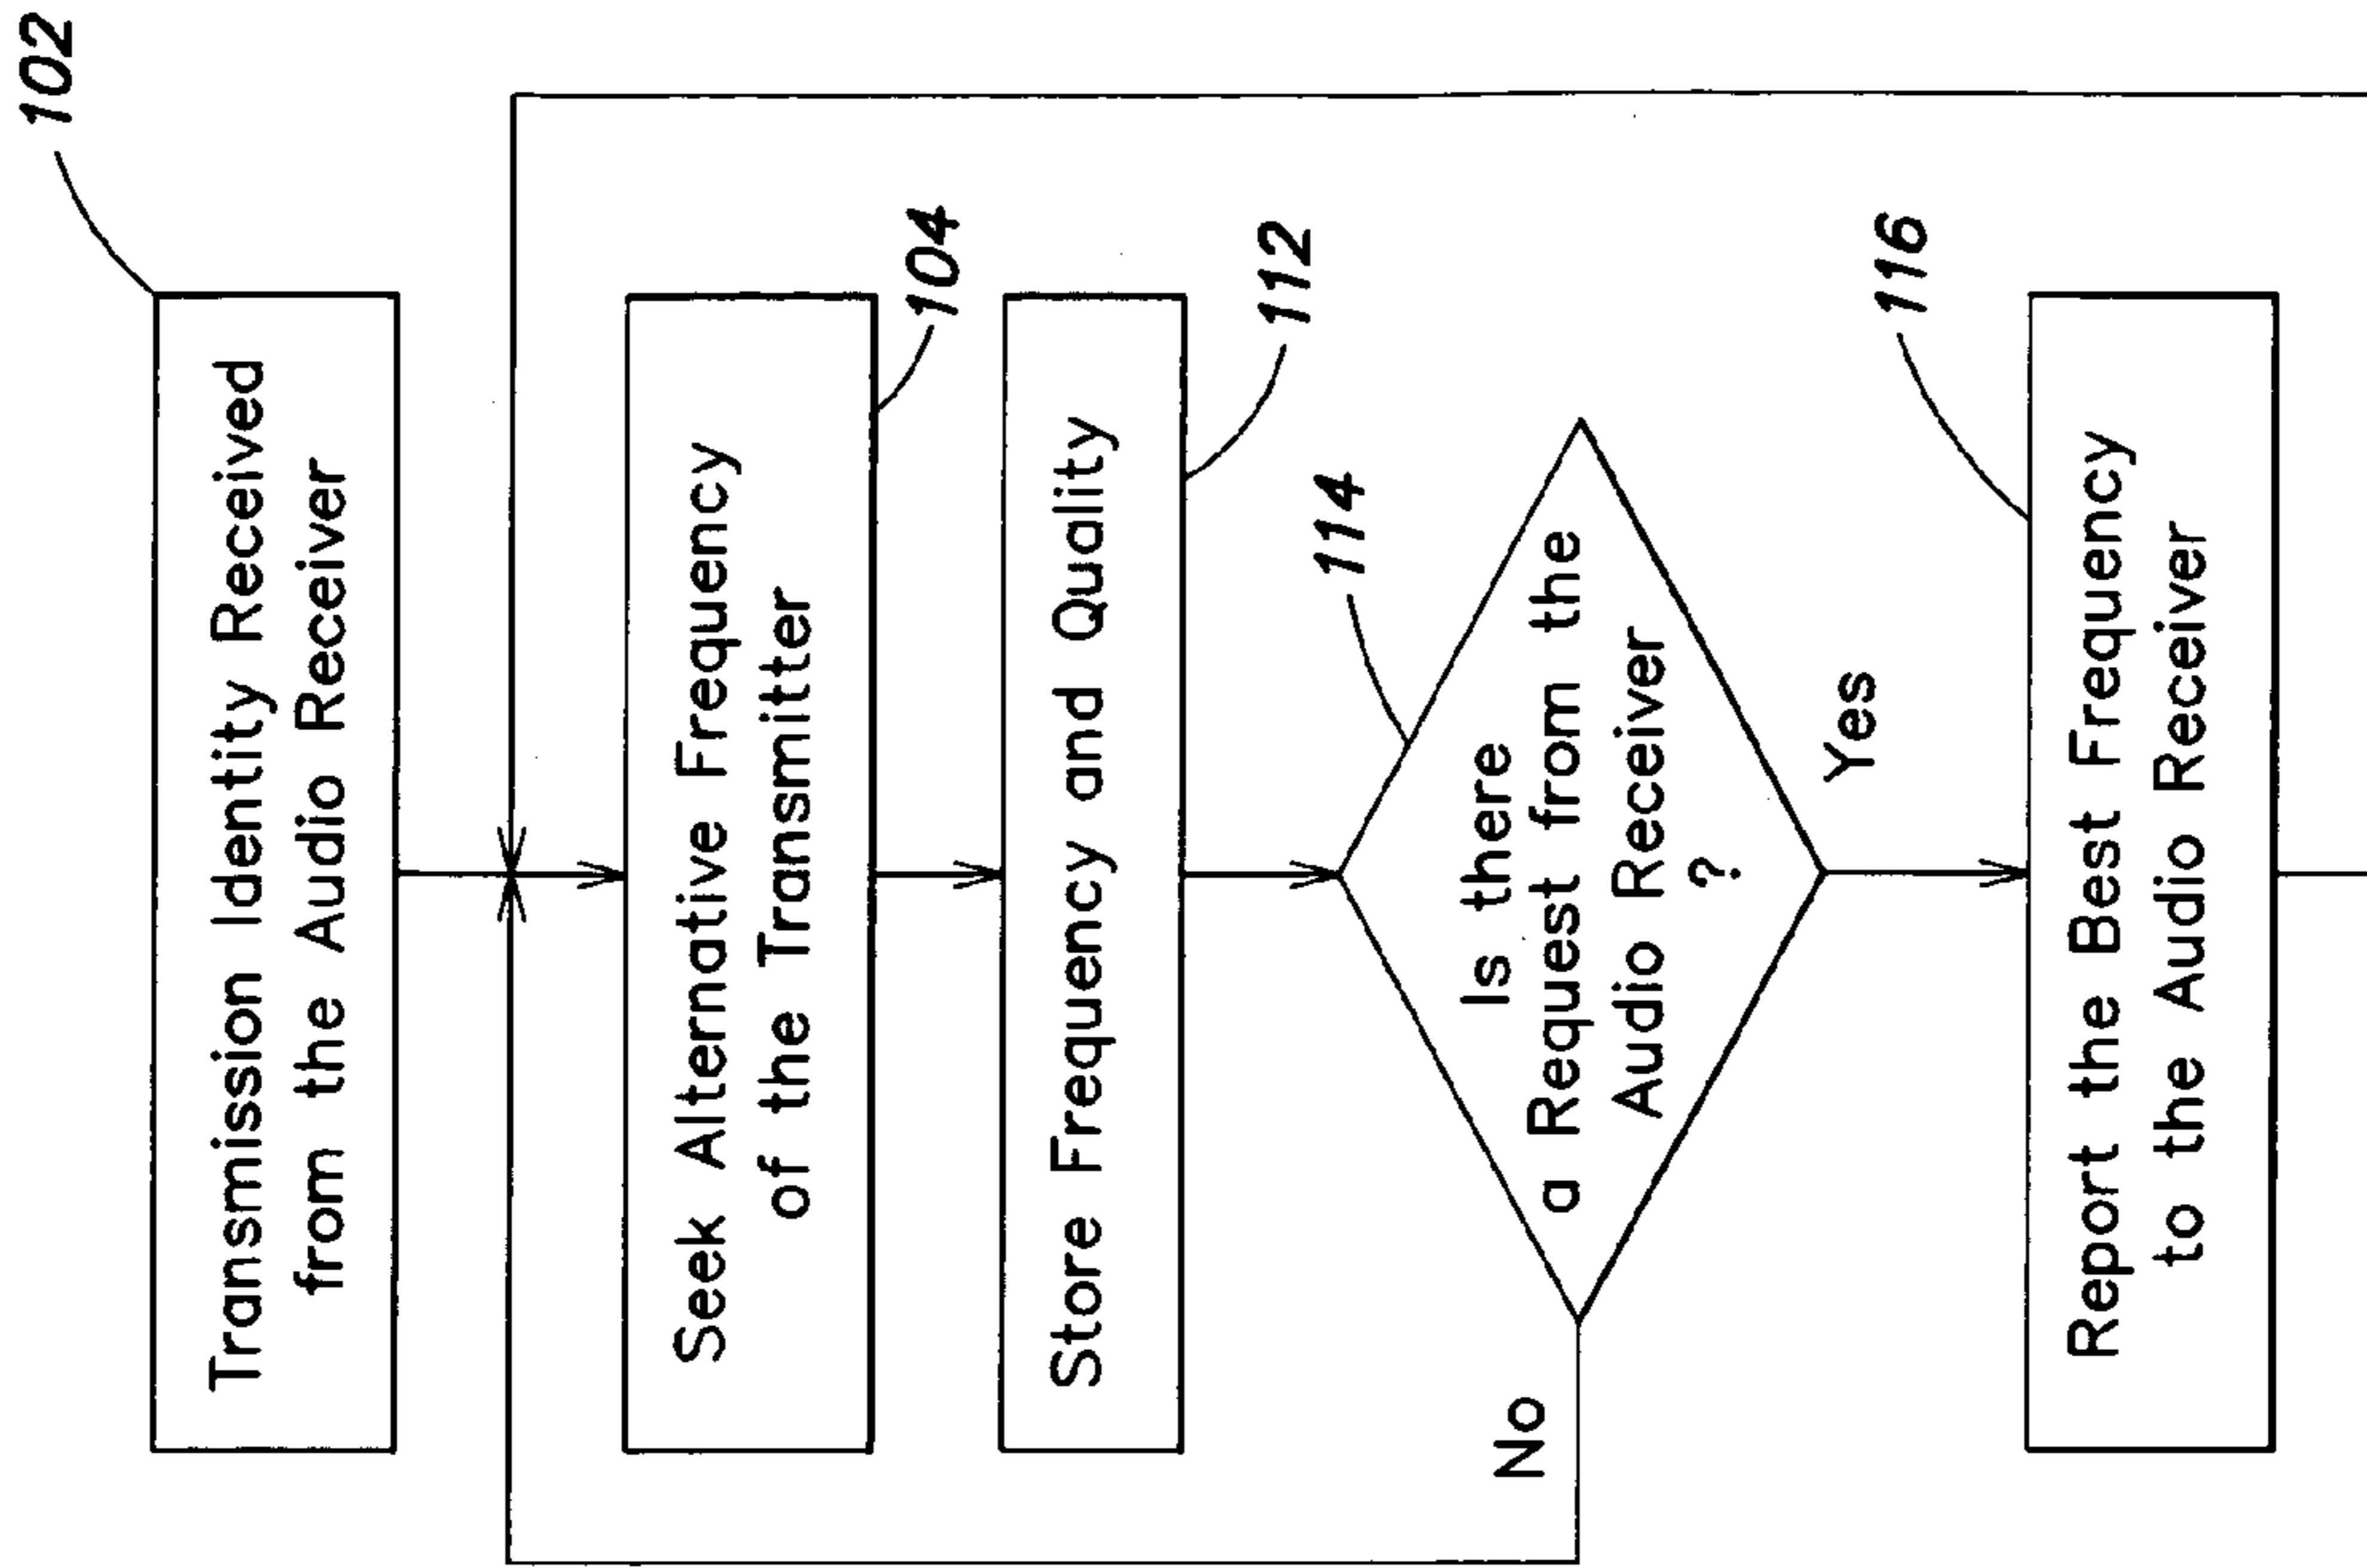 102
Transmission Identity Received
from the Audio Receiver
Seek Alternative Frequency
of the Transmitter
104
Store Frequency and Quality
112
114
Is there
a Request from the
Audio Receiver
?
No
Yes
116
Report the Best Frequency
to the Audio Receiver